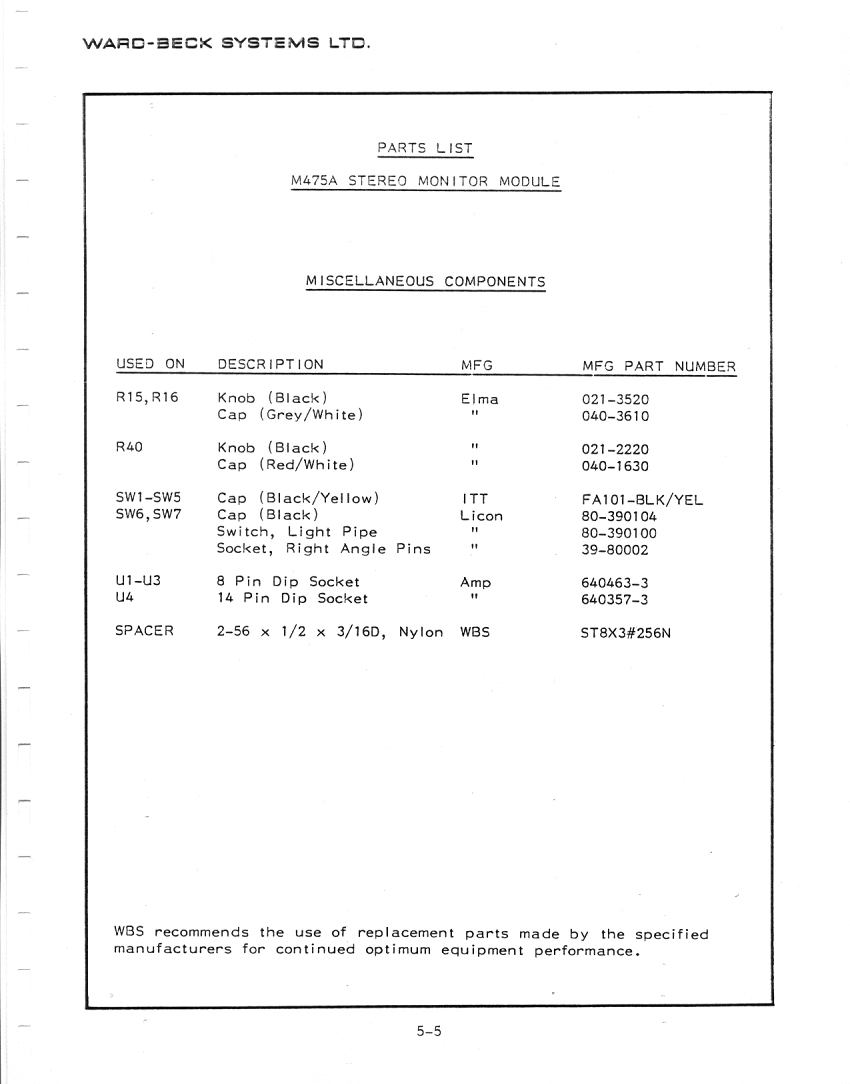 WARD-BECK SYSTEMS LTD.
PARTS LIST
M475A STEREO MONITOR MODULE
MISCELLANEOUS COMPONENTS
USED ON DESCRIPTION MFG MFG PART NUMBER
R15,R16 Knob (Black) Elma 021-3520
Cap (Grey/White) " 040-3610
R40 Knob (Black) " 021-2220
Cap (Red/White) " 040-1630
SW1-SW5 Cap (Black/Yellow) ITT FA101-BLK/YEL
SW6,SW7 Cap (Black) Licon 80-390104
Switch, Light Pipe " 80-390100
Socket, Right Angle Pins " 39-80002
U1-U3 8 Pin Dip Socket Amp 640463-3
U4 14 Pin Dip Socket " 640357-3
SPACER 2-56 x 1/2 x 3/16D, Nylon WBS ST8X3#256N
WBS recommends the use of replacement parts made by the specified
manufacturers for continued optimum equipment performance.
5-5